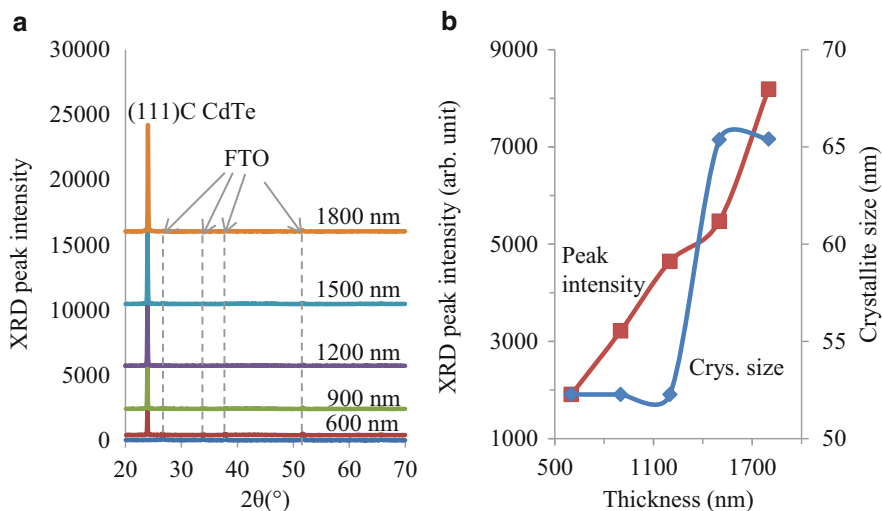 a
30000
25000
20000
15000
10000
5000
0
XRD peak intensity
(111)C CdTe
FTO
1800 nm
1500 nm
1200 nm
900 nm
600 nm
20 30 40 50 60 70
2θ(°)
b
9000
7000
5000
3000
1000
XRD peak intensity (arb. unit)
Peak
intensity
Crys. size
70
65
60
55
50
Crystallite size (nm)
500 1100 1700
Thickness (nm)